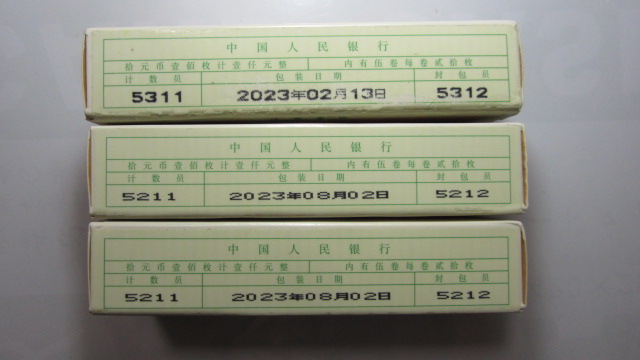 中国人民银行
拾元币壹佰枚计壹仟元整 内有伍卷每卷贰拾枚
计数员 包装日期 封包员
5311 2023年02月13日 5312
中国人民银行
拾元币壹佰枚计壹仟元整 内有伍卷每卷贰拾枚
计数员 包装日期 封包员
5211 2023年08月02日 5212
中国人民银行
拾元币壹佰枚计壹仟元整 内有伍卷每卷贰拾枚
计数员 包装日期 封包员
5211 2023年08月02日 5212